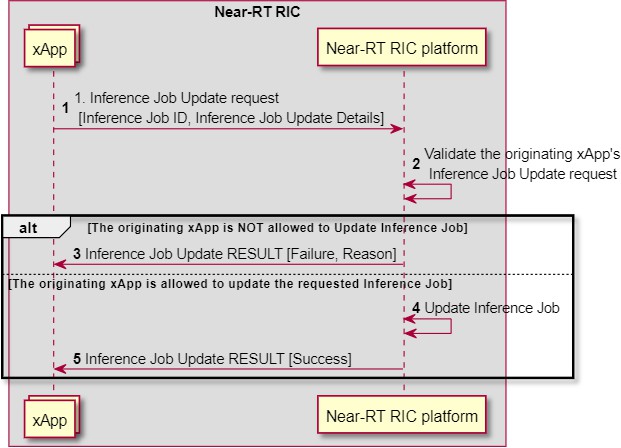 Near-RT RIC
xApp
Near-RT RIC platform
1 1. Inference Job Update request
[Inference Job ID, Inference Job Update Details]
2 Validate the originating xApp's
Inference Job Update request
alt [The originating xApp is NOT allowed to Update Inference Job]
3 Inference Job Update RESULT [Failure, Reason]
[The originating xApp is allowed to update the requested Inference Job]
4 Update Inference Job
5 Inference Job Update RESULT [Success]
xApp
Near-RT RIC platform